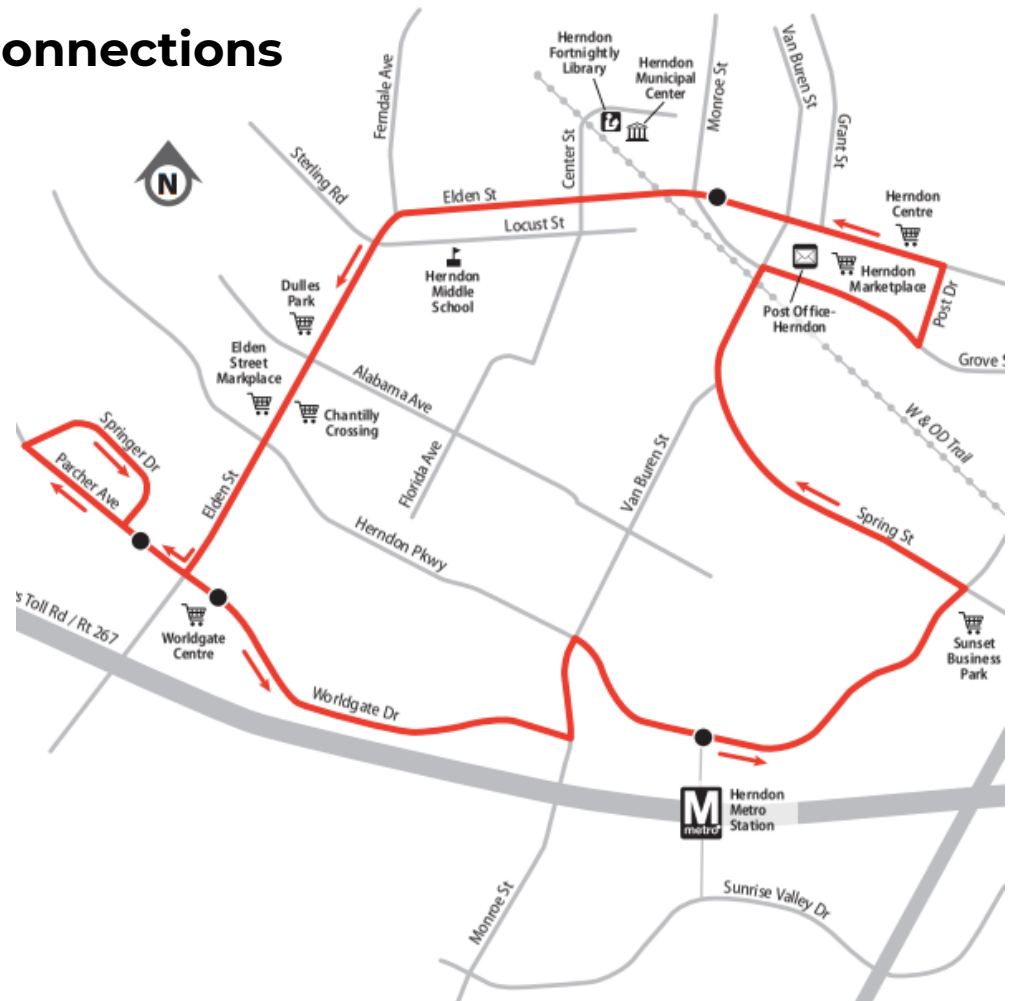 onnections
Herndon
Fortnightly
Library
Herndon
Municipal
Center
Monroe St
Van Buren St
Grant St
Ferndale Ave
Center St
Sterling Rd
N
Elden St
Locust St
Herndon
Centre
Herndon
Marketplace
Post Office-
Herndon
Post Dr
Grove S
Herndon
Middle
School
Dulles
Park
Elden
Street
Markplace
Chantilly
Crossing
Alabama Ave
Florida Ave
Van Buren St
W & OD Trail
Springer Dr
Parcher Ave
Elden St
Herndon Pkwy
Spring St
s Toll Rd / Rt 267
Worldgate
Centre
Worldgate Dr
Sunset
Business
Park
M
metro
Herndon
Metro
Station
Monroe St
Sunrise Valley Dr